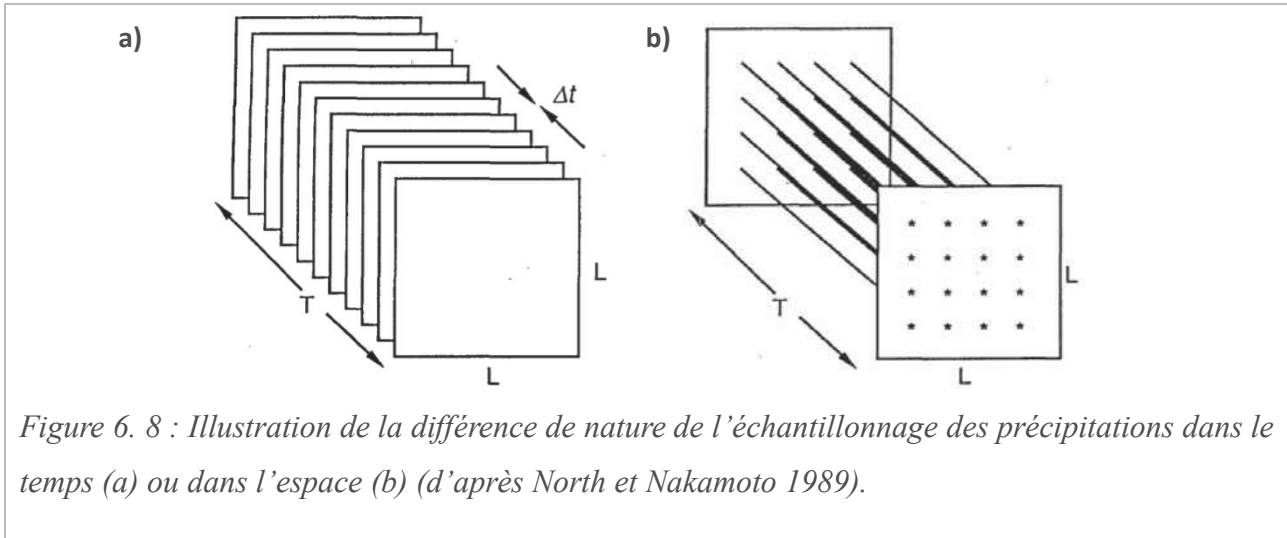 a)
b)
Δt
T
L
L
T
L
L
Figure 6. 8 : Illustration de la différence de nature de l’échantillonnage des précipitations dans le
temps (a) ou dans l’espace (b) (d’après North et Nakamoto 1989).